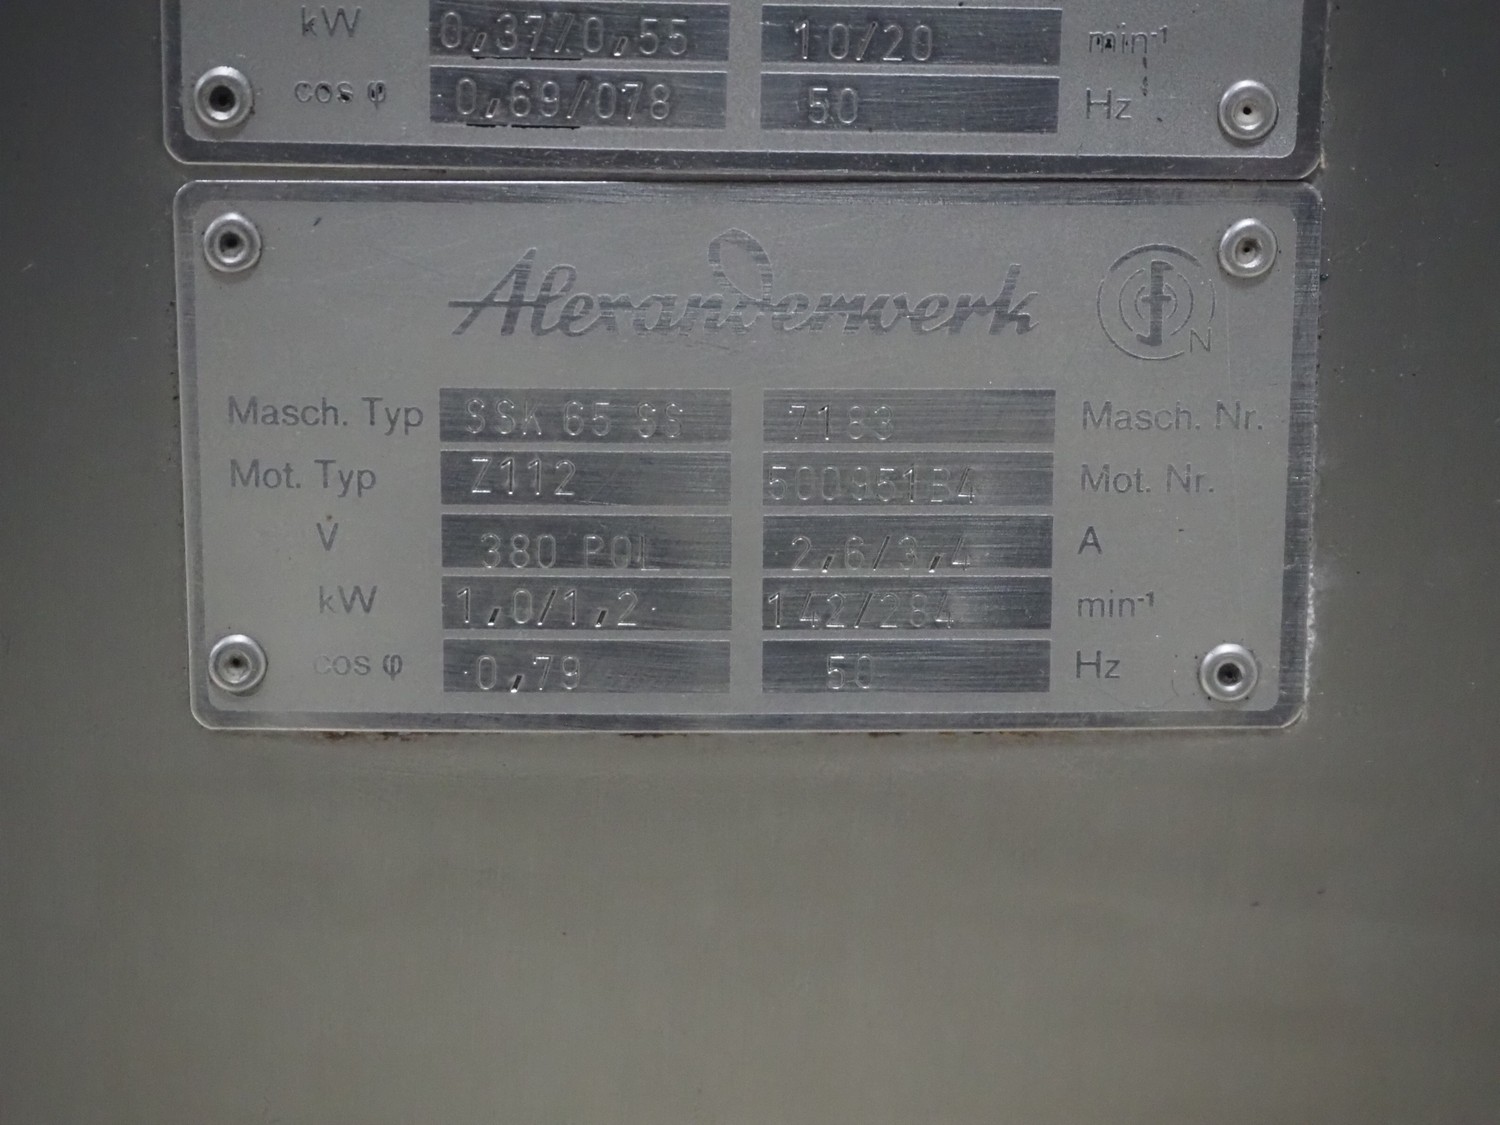 kW 0,37/0,55 10/20 min-1
cos φ 0,69/078 50 Hz
Alexanderwerk
N
Masch. Typ SSK 65 SS 7183 Masch. Nr.
Mot. Typ Z112 500951B4 Mot. Nr.
V 380 POL 2,6/3,4 A
kW 1,0/1,2 142/284 min-1
cos φ 0,79 50 Hz